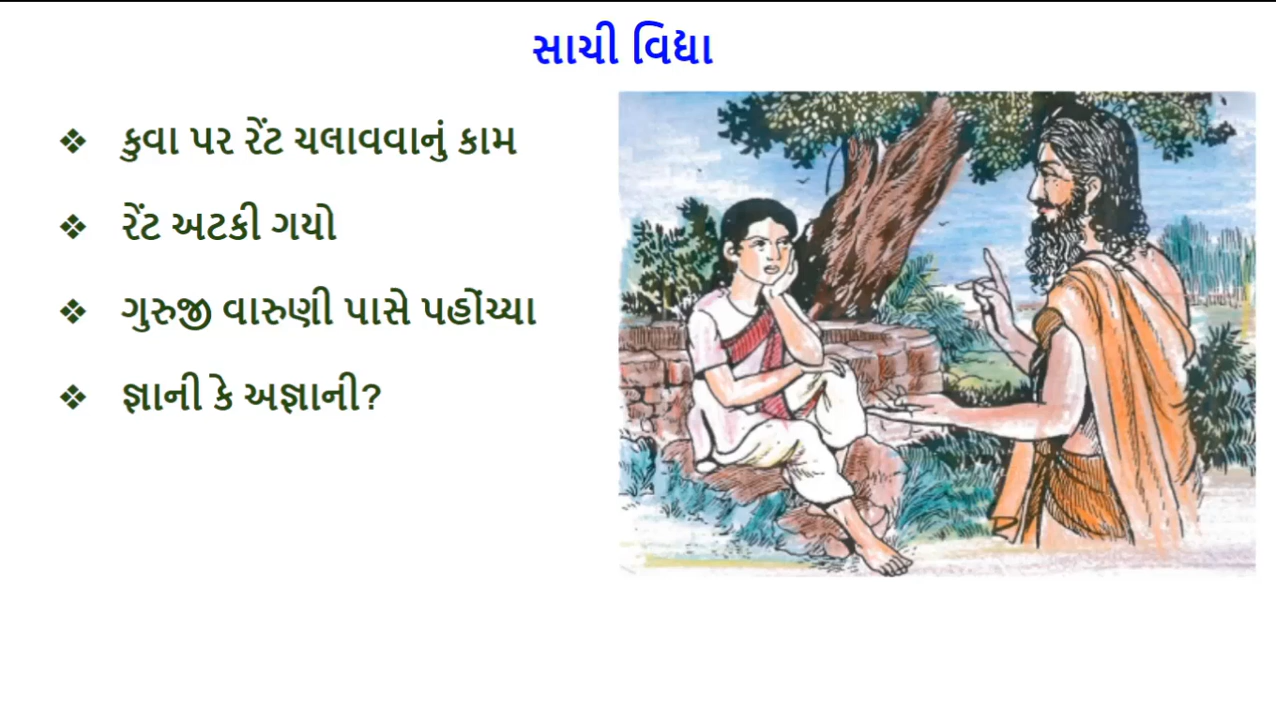 સાચી વિદ્યા
❖ કુવા પર રેંટ ચલાવવાનું કામ
❖ રેંટ અટકી ગયો
❖ ગુરુજી વારુણી પાસે પહોંચ્યા
❖ જ્ઞાની કે અજ્ઞાની?